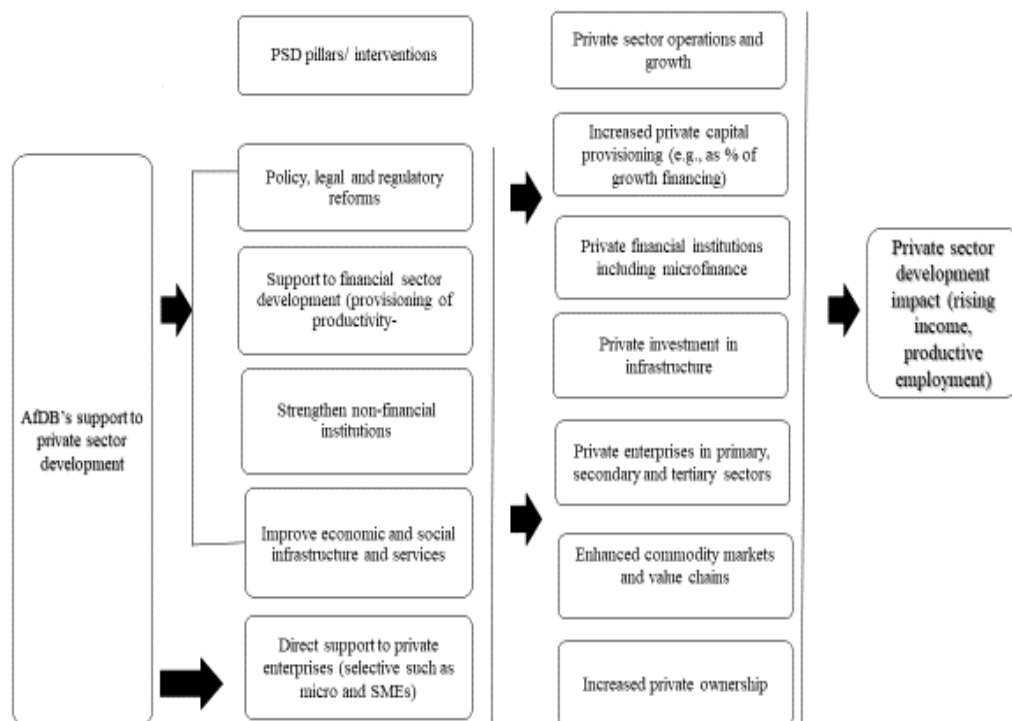 PSD pillars/ interventions
Private sector operations and
growth
AfDB's support to
private sector
development
Policy, legal and regulatory
reforms
Support to financial sector
development (provisioning of
productivity-
Strengthen non-financial
institutions
Improve economic and social
infrastructure and services
Direct support to private
enterprises (selective such as
micro and SMEs)
Increased private capital
provisioning (e.g., as % of
growth financing)
Private financial institutions
including microfinance
Private investment in
infrastructure
Private enterprises in primary,
secondary and tertiary sectors
Enhanced commodity markets
and value chains
Increased private ownership
Private sector
development
impact (rising
income,
productive
employment)